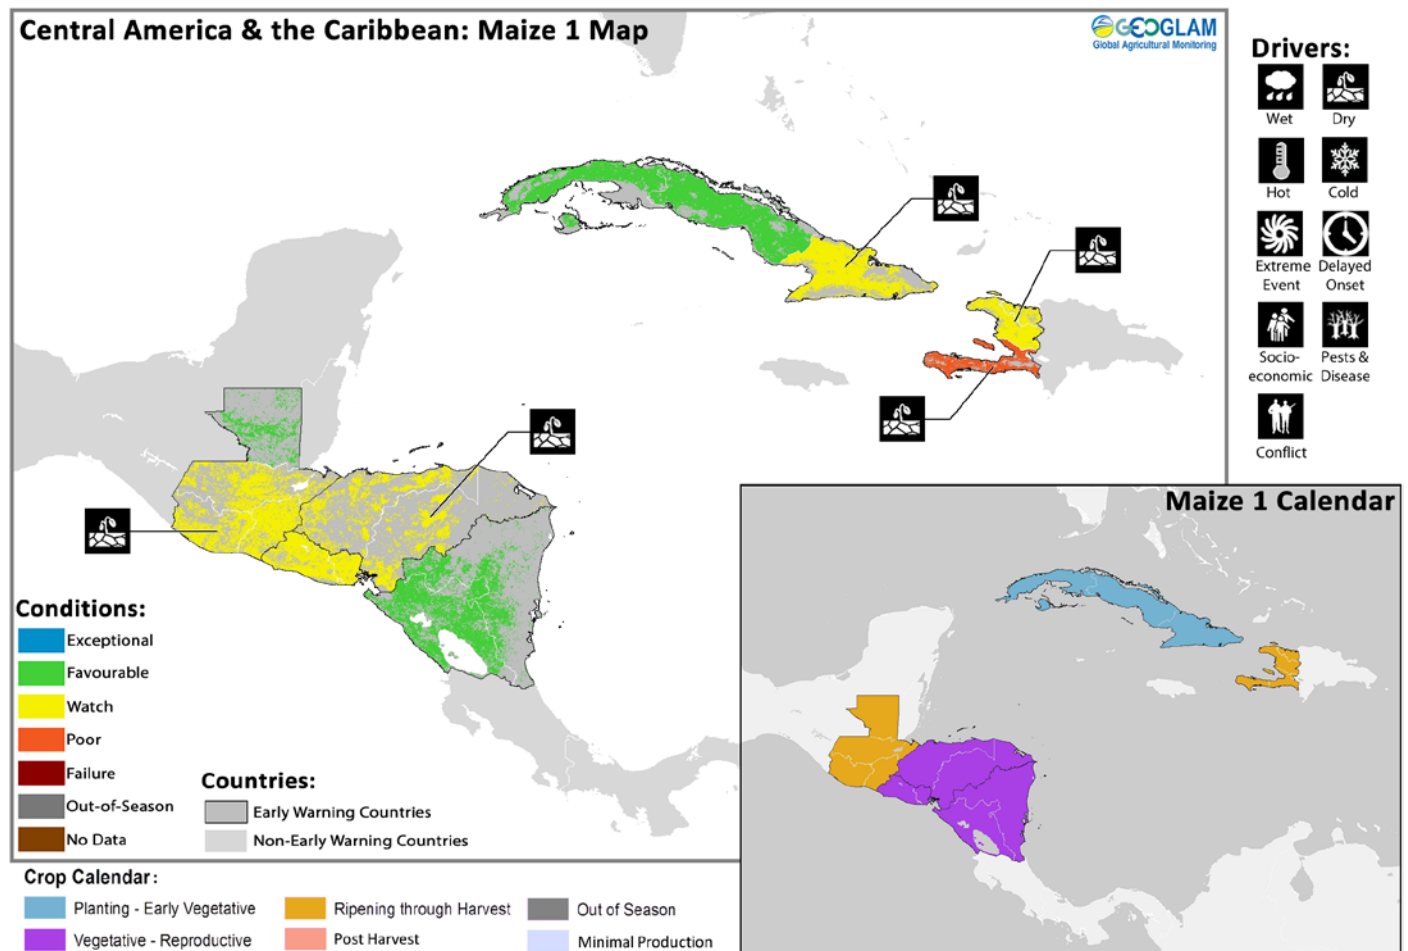 Central America & the Caribbean: Maize 1 Map
GEOGLAM
Global Agricultural Monitoring
Drivers:
Wet
Dry
Hot
Cold
Extreme
Event
Delayed
Onset
Socio-
economic
Pests &
Disease
Conflict
Conditions:
Exceptional
Favourable
Watch
Poor
Failure
Out-of-Season
No Data
Countries:
Early Warning Countries
Non-Early Warning Countries
Maize 1 Calendar
Crop Calendar:
Planting - Early Vegetative
Ripening through Harvest
Out of Season
Vegetative - Reproductive
Post Harvest
Minimal Production